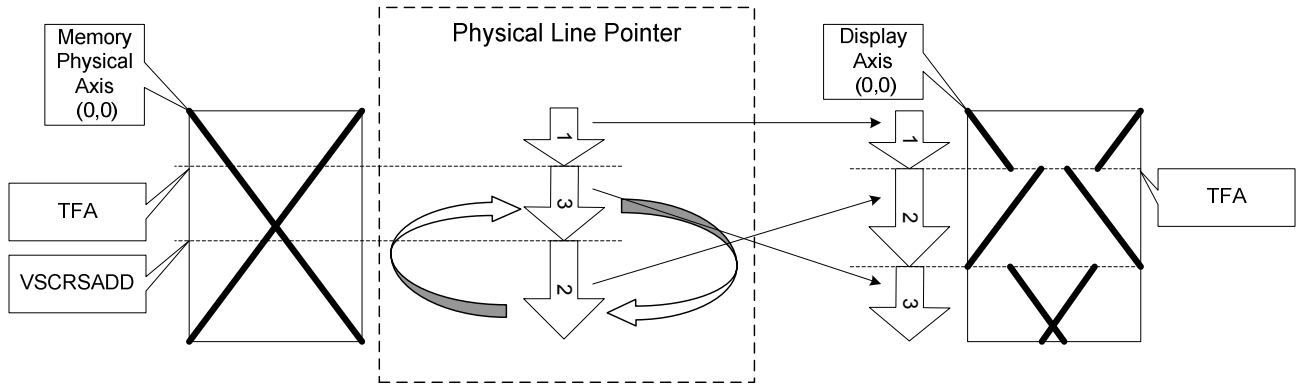 Memory
Physical
Axis
(0,0)
TFA
VSCRSADD
Physical Line Pointer
1
3
2
Display
Axis
(0,0)
1
2
3
TFA